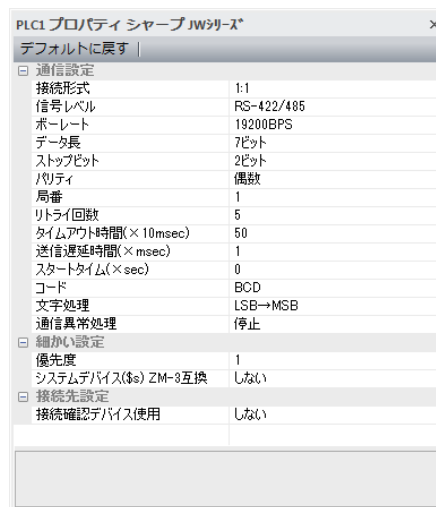 PLC1 プロパティ シャープ JWｼﾘｰｽﾞ ×
デフォルトに戻す
通信設定
接続形式 1:1
信号レベル RS-422/485
ボーレート 19200BPS
データ長 7ビット
ストップビット 2ビット
パリティ 偶数
局番 1
リトライ回数 5
タイムアウト時間(×10msec) 50
送信遅延時間(×msec) 1
スタートタイム(×sec) 0
コード BCD
文字処理 LSB→MSB
通信異常処理 停止
細かい設定
優先度 1
システムデバイス($s) ZM-3互換 しない
接続先設定
接続確認デバイス使用 しない